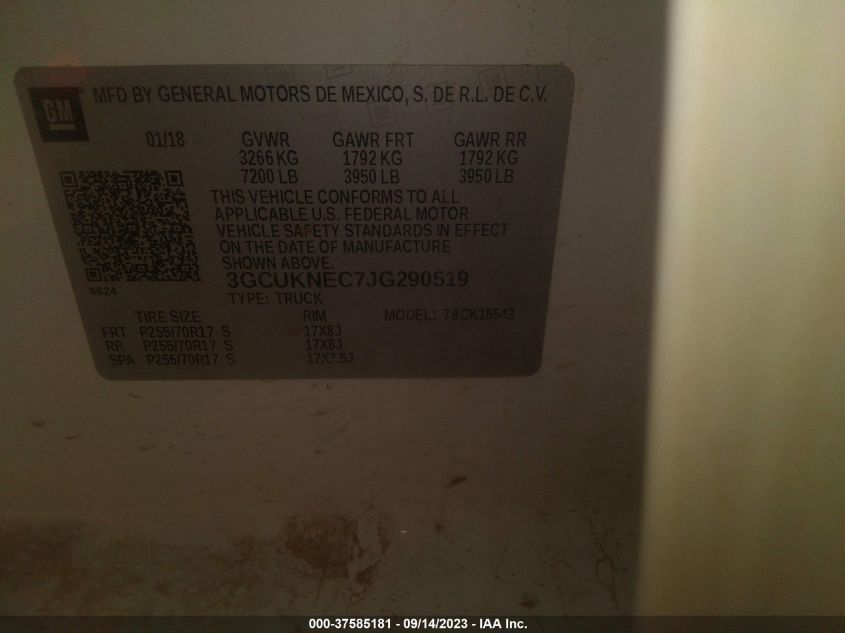 GM
MFD BY GENERAL MOTORS DE MEXICO, S. DE R.L. DE C.V.
01/18 GVWR GAWR FRT GAWR RR
3266 KG 1792 KG 1792 KG
7200 LB 3950 LB 3950 LB
THIS VEHICLE CONFORMS TO ALL
APPLICABLE U.S. FEDERAL MOTOR
VEHICLE SAFETY STANDARDS IN EFFECT
ON THE DATE OF MANUFACTURE
SHOWN ABOVE.
3GCUKNEC7JG290519
8624
TYPE: TRUCK
TIRE SIZE RIM MODEL: 79CK15543
FRT P255/70R17 S 17X8J
RR P255/70R17 S 17X8J
SPA P255/70R17 S 17X7.5J
000-37585181 - 09/14/2023 - IAA Inc.